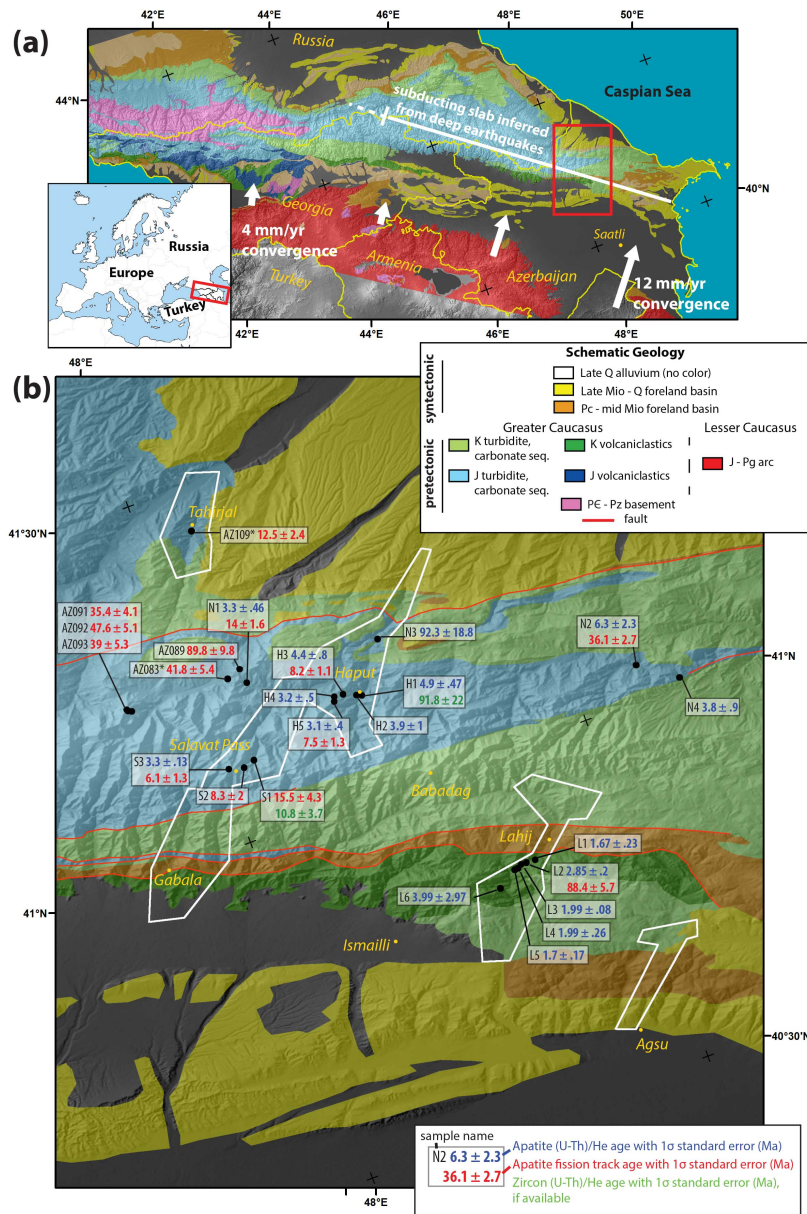 42°E
44°E
46°E
48°E
50°E
(a)
Russia
44°N
Caspian Sea
subducting slab inferred
from deep earthquakes
40°N
Georgia
4 mm/yr
convergence
Saatli
Armenia
Azerbaijan
Turkey
12 mm/yr
convergence
Russia
Europe
Turkey
42°E
44°E
46°E
48°E
Schematic Geology
syntectonic
Late Q alluvium (no color)
Late Mio - Q foreland basin
Pc - mid Mio foreland basin
pretectonic
Greater Caucasus
Lesser Caucasus
K turbidite,
carbonate seq.
K volcaniclastics
J turbidite,
carbonate seq.
J volcaniclastics
J - Pg arc
PЄ - Pz basement
fault
48°E
(b)
Tahirjal
41°30'N
AZ109* 12.5 ± 2.4
AZ091 35.4 ± 4.1
AZ092 47.6 ± 5.1
AZ093 39 ± 5.3
N1 3.3 ± .46
14 ± 1.6
AZ089 89.8 ± 9.8
AZ083* 41.8 ± 5.4
H3 4.4 ± .8
8.2 ± 1.1
N3 92.3 ± 18.8
N2 6.3 ± 2.3
36.1 ± 2.7
41°N
Haput
H4 3.2 ± .5
H1 4.9 ± .47
91.8 ± 22
H5 3.1 ± .4
7.5 ± 1.3
H2 3.9 ± 1
N4 3.8 ± .9
Salavat Pass
S3 3.3 ± .13
6.1 ± 1.3
S2 8.3 ± 2
S1 15.5 ± 4.3
10.8 ± 3.7
Babadag
Lahij
L1 1.67 ± .23
L2 2.85 ± .2
88.4 ± 5.7
Gabala
L6 3.99 ± 2.97
L3 1.99 ± .08
L4 1.99 ± .26
L5 1.7 ± .17
41°N
Ismailli
Agsu
40°30'N
sample name
N2 6.3 ± 2.3
36.1 ± 2.7
Apatite (U-Th)/He age with 1σ standard error (Ma)
Apatite fission track age with 1σ standard error (Ma)
Zircon (U-Th)/He age with 1σ standard error (Ma),
if available
48°E